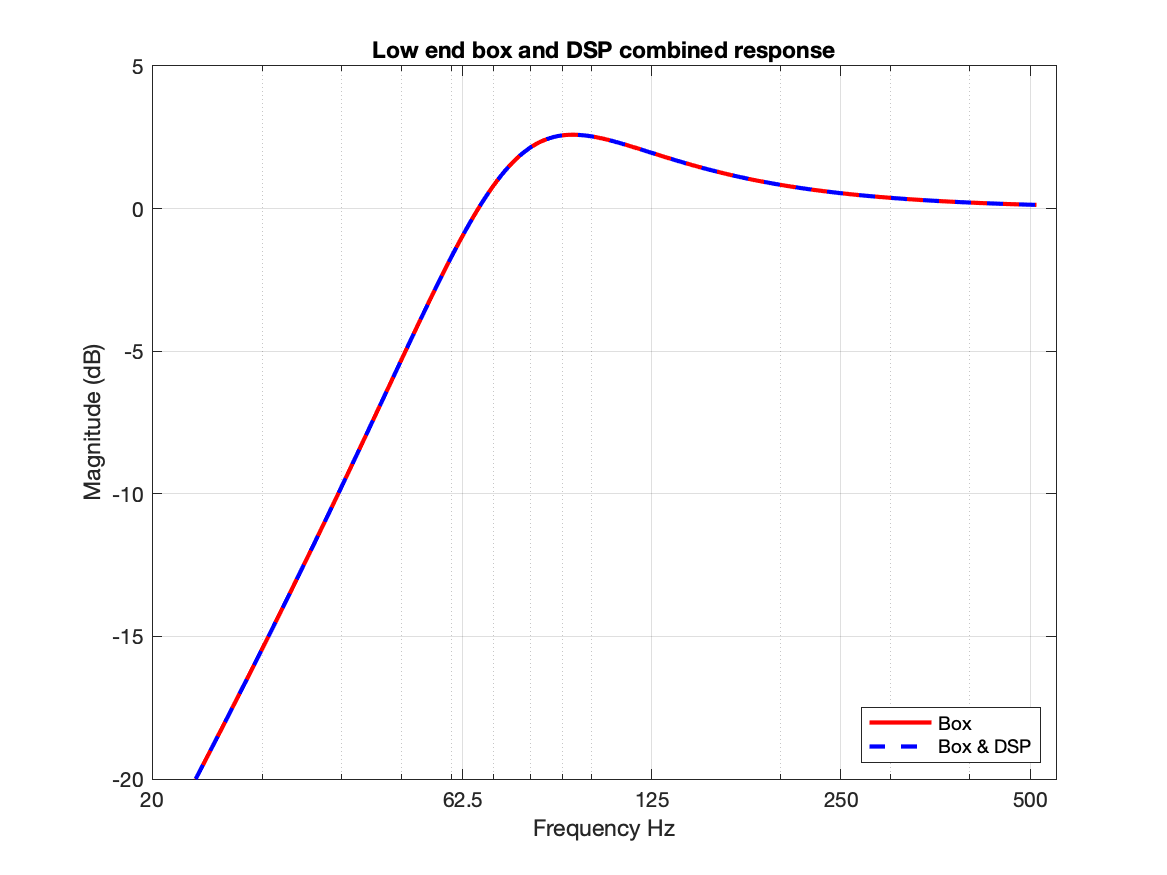 Low end box and DSP combined response
5
0
-5
-10
-15
-20
Magnitude (dB)
20
62.5
125
250
500
Frequency Hz
Box
Box & DSP